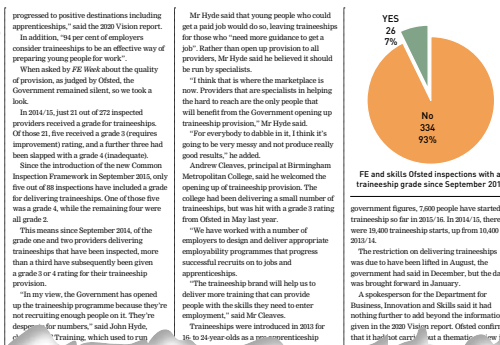 progressed to positive destinations including
apprenticeships," said the 2020 Vision report.
In addition, "94 per cent of employers
consider traineeships to be an effective way of
preparing young people for work".
When asked by FE Week about the quality
of provision, as judged by Ofsted, the
Government remained silent, so we took a
look.
In 2014/15, just 21 out of 272 inspected
providers received a grade for traineeships.
Of those 21, five received a grade 3 (requires
improvement) rating, and a further three had
been slapped with a grade 4 (inadequate).
Since the introduction of the new Common
Inspection Framework in September 2015, only
five out of 88 inspections have included a grade
for delivering traineeships. One of those five
was a grade 4, while the remaining four were
all grade 2.
This means since September 2014, of the
grade one and two providers delivering
traineeships that have been inspected, more
than a third have subsequently been given
a grade 3 or 4 rating for their traineeship
provision.
"In my view, the Government has opened
up the traineeship programme because they're
not recruiting enough people on it. They're
for numbers," said John Hyde,
Training, which used to run
Mr Hyde said that young people who could
get a paid job would do so, leaving traineeships
for those who "need more guidance to get a
job". Rather than open up provision to all
providers, Mr Hyde said he believed it should
be run by specialists.
"I think that is where the marketplace is
now. Providers that are specialists in helping
the hard to reach are the only people that
will benefit from the Government opening up
traineeship provision," Mr Hyde said.
"For everybody to dabble in it, I think it's
going to be very messy and not produce really
good results," he added.
Andrew Cleaves, principal at Birmingham
Metropolitan College, said he welcomed the
opening up of traineeship provision. The
college had been delivering a small number of
traineeships, but was hit with a grade 3 rating
from Ofsted in May last year.
"We have worked with a number of
employers to design and deliver appropriate
employability programmes that progress
successful recruits on to jobs and
apprenticeships.
"The traineeship brand will help us to
deliver more training that can provide
people with the skills they need to enter
employment," said Mr Cleaves.
Traineeships were introduced in 2013 for
16- to 24-year-olds as a pre-apprenticeship
YES
26
7%
No
334
93%
FE and skills Ofsted inspections with a
traineeship grade since September 201
government figures, 7,600 people have started
traineeship so far in 2015/16. In 2014/15, there
were 19,400 traineeship starts, up from 10,400
2013/14.
The restriction on delivering traineeships
was due to have been lifted in August, the
government had said in December, but the da
was brought forward in January.
A spokesperson for the Department for
Business, Innovation and Skills said it had
nothing further to add beyond the informatio
given in the 2020 Vision report. Ofsted confir
that it had not carried out a thematic